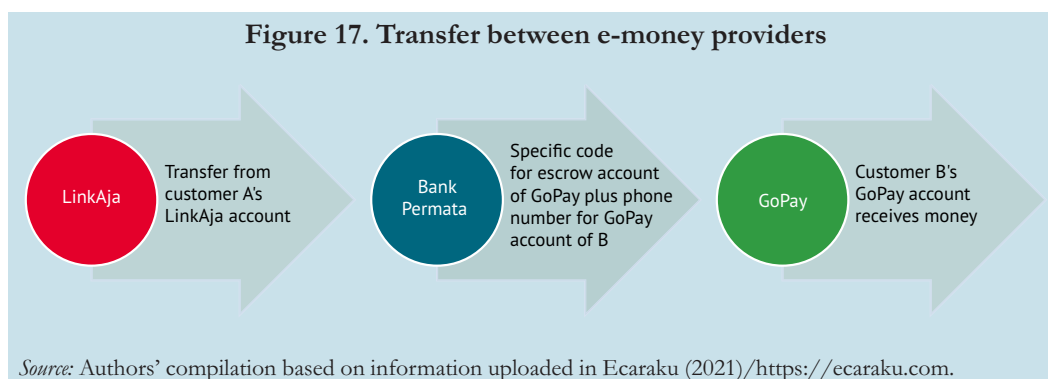 Figure 17. Transfer between e-money providers
LinkAja
Transfer from
customer A's
LinkAja account
Bank
Permata
Specific code
for escrow account
of GoPay plus phone
number for GoPay
account of B
GoPay
Customer B's
GoPay account
receives money
Source: Authors' compilation based on information uploaded in Ecaraku (2021)/https://ecaraku.com.